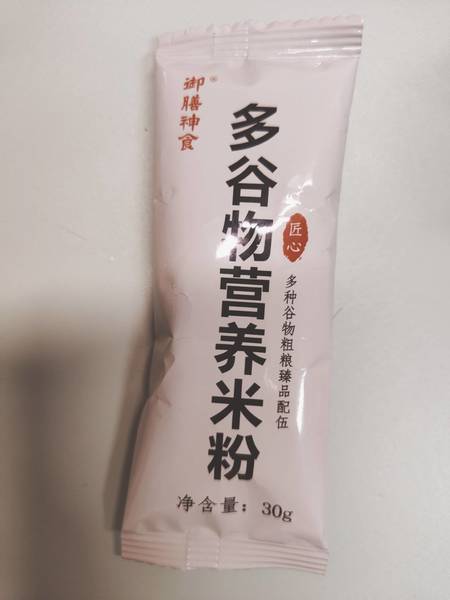 御膳神食®
多谷物营养米粉
匠心
多种谷物粗粮臻品配伍
净含量：30g